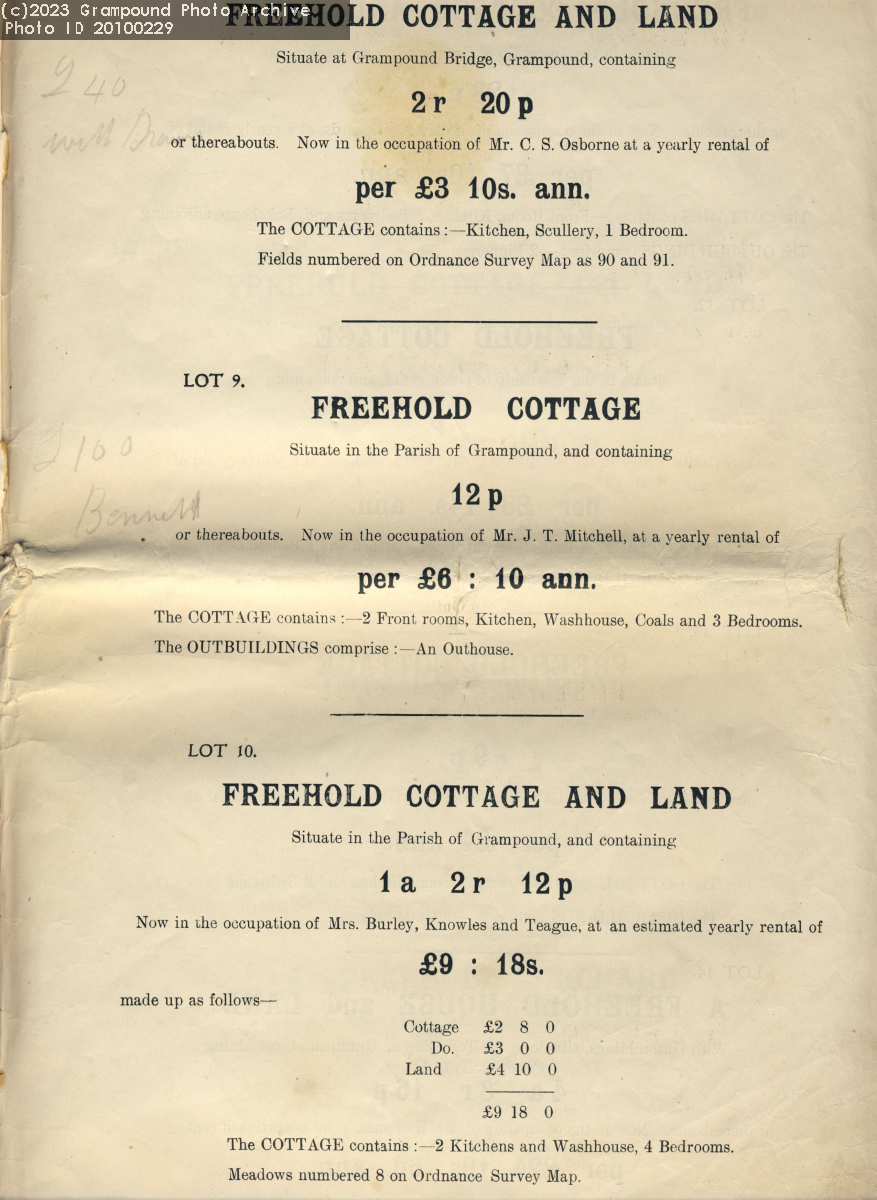 (c)2023 Grampound Photo Archive
Photo ID 20100229
FREEHOLD COTTAGE AND LAND
Situate at Grampound Bridge, Grampound, containing
£40
2r 20p
or thereabouts. Now in the occupation of Mr. C. S. Osborne at a yearly rental of
per £3 10s. ann.
The COTTAGE contains :—Kitchen, Scullery, 1 Bedroom.
Fields numbered on Ordnance Survey Map as 90 and 91.
LOT 9.
FREEHOLD COTTAGE
Situate in the Parish of Grampound, and containing
£100
12p
Bennett
or thereabouts. Now in the occupation of Mr. J. T. Mitchell, at a yearly rental of
per £6 : 10 ann.
The COTTAGE contains :—2 Front rooms, Kitchen, Washhouse, Coals and 3 Bedrooms.
The OUTBUILDINGS comprise :—An Outhouse.
LOT 10.
FREEHOLD COTTAGE AND LAND
Situate in the Parish of Grampound, and containing
1a 2r 12p
Now in the occupation of Mrs. Burley, Knowles and Teague, at an estimated yearly rental of
£9 : 18s.
made up as follows—
Cottage £2 8 0
Do. £3 0 0
Land £4 10 0
£9 18 0
The COTTAGE contains :—2 Kitchens and Washhouse, 4 Bedrooms.
Meadows numbered 8 on Ordnance Survey Map.